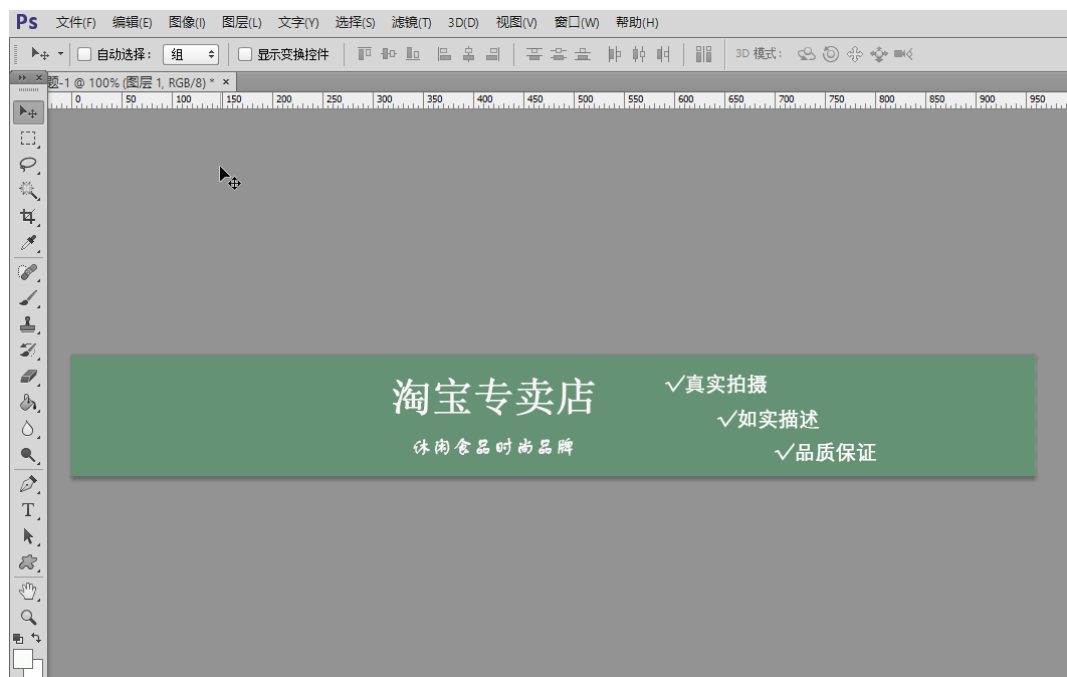 Ps 文件(F) 编辑(E) 图像(I) 图层(L) 文字(Y) 选择(S) 滤镜(T) 3D(D) 视图(V) 窗口(W) 帮助(H)
自动选择： 组 显示变换控件 3D 模式：
题-1 @ 100% (图层 1, RGB/8) * ×
0 50 100 150 200 250 300 350 400 450 500 550 600 650 700 750 800 850 900 950
淘宝专卖店
休闲食品时尚品牌
√真实拍摄
√如实描述
√品质保证